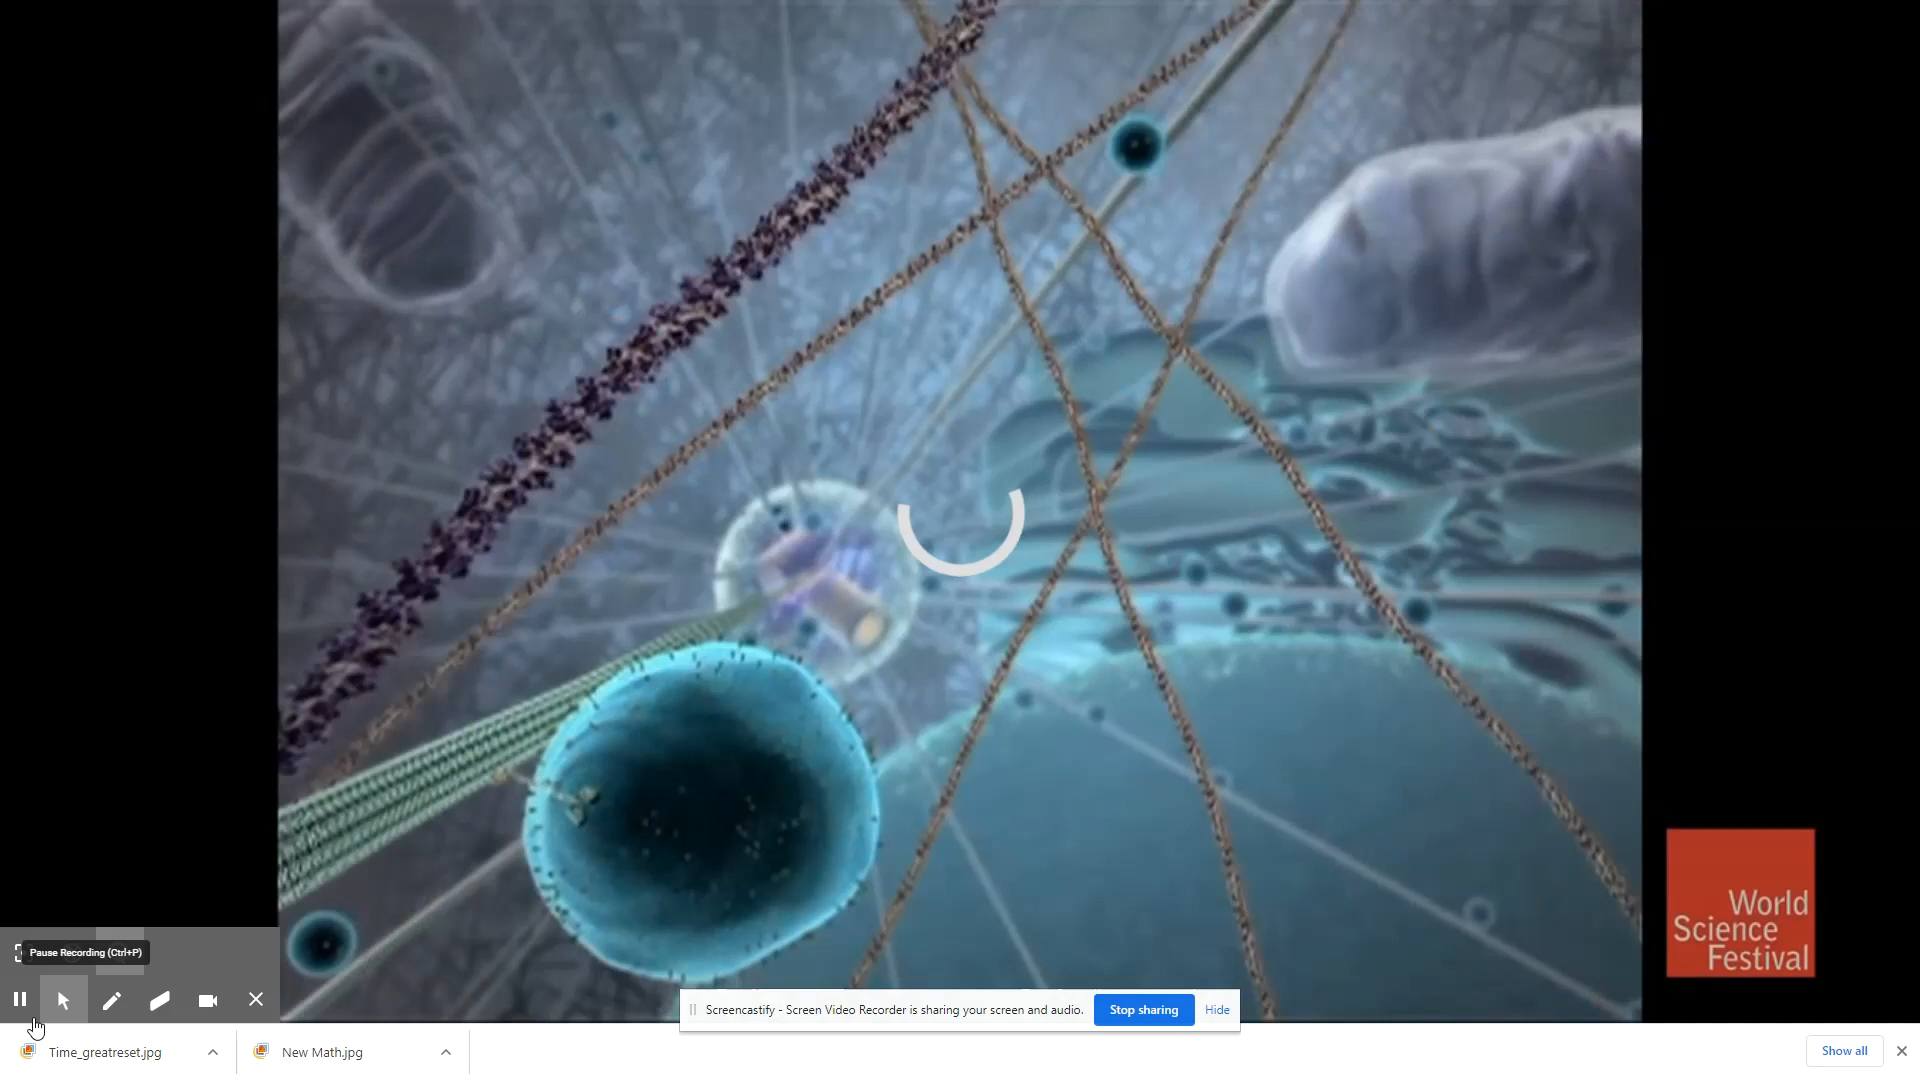 World
Science
Festival
Pause Recording (Ctrl+P)
Screencastify - Screen Video Recorder is sharing your screen and audio.
Stop sharing
Hide
Time_greatreset.jpg
New Math.jpg
Show all